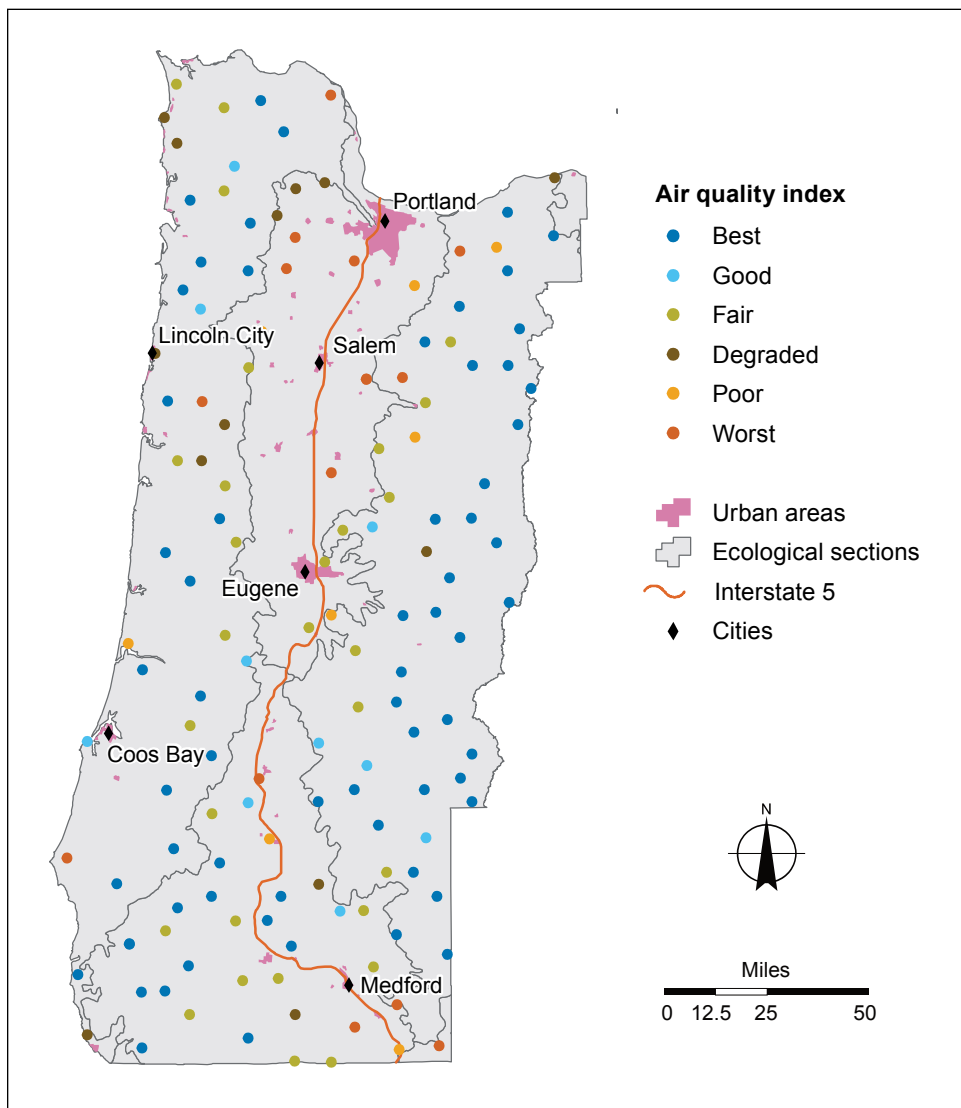 Portland
Lincoln City
Salem
Eugene
Coos Bay
Medford
Air quality index
Best
Good
Fair
Degraded
Poor
Worst
Urban areas
Ecological sections
Interstate 5
Cities
N
Miles
0 12.5 25 50